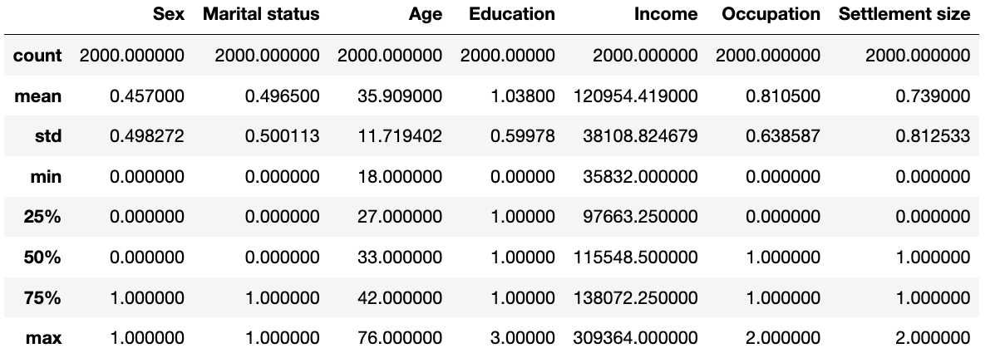 Sex Marital status Age Education Income Occupation Settlement size
count 2000.000000 2000.000000 2000.000000 2000.00000 2000.000000 2000.000000 2000.000000
mean 0.457000 0.496500 35.909000 1.03800 120954.419000 0.810500 0.739000
std 0.498272 0.500113 11.719402 0.59978 38108.824679 0.638587 0.812533
min 0.000000 0.000000 18.000000 0.00000 35832.000000 0.000000 0.000000
25% 0.000000 0.000000 27.000000 1.00000 97663.250000 0.000000 0.000000
50% 0.000000 0.000000 33.000000 1.00000 115548.500000 1.000000 1.000000
75% 1.000000 1.000000 42.000000 1.00000 138072.250000 1.000000 1.000000
max 1.000000 1.000000 76.000000 3.00000 309364.000000 2.000000 2.000000